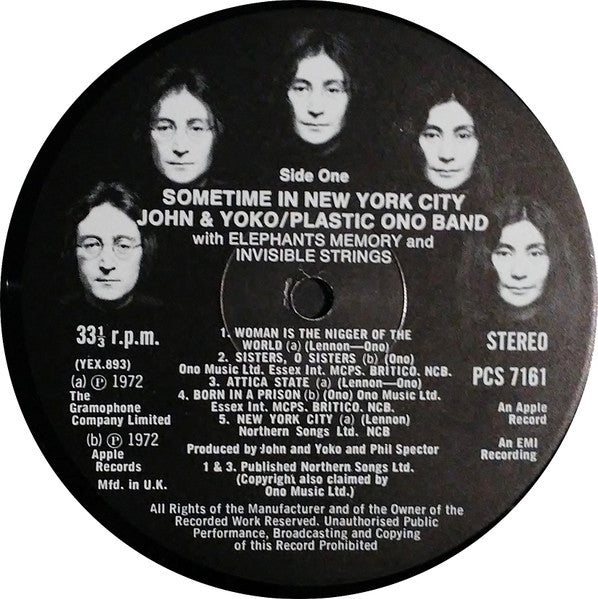 Side One
SOMETIME IN NEW YORK CITY
JOHN & YOKO/PLASTIC ONO BAND
with ELEPHANTS MEMORY and
INVISIBLE STRINGS
33⅓ r.p.m.
(YEX.893)
(a) Ⓟ 1972
The
Gramophone
Company Limited
(b) Ⓟ 1972
Apple
Records
Mfd. in U.K.
1. WOMAN IS THE NIGGER OF THE
WORLD (a) (Lennon—Ono)
2. SISTERS, O SISTERS (b) (Ono)
Ono Music Ltd. Essex Int. MCPS. BRITICO. NCB.
3. ATTICA STATE (a) (Lennon—Ono)
4. BORN IN A PRISON (b) (Ono) Ono Music Ltd.
Essex Int. MCPS. BRITICO. NCB.
5. NEW YORK CITY (a) (Lennon)
Northern Songs Ltd. NCB
Produced by John and Yoko and Phil Spector
1 & 3. Published Northern Songs Ltd.
(Copyright also claimed by
Ono Music Ltd.)
STEREO
PCS 7161
An Apple
Record
An EMI
Recording
All Rights of the Manufacturer and of the Owner of the
Recorded Work Reserved. Unauthorised Public
Performance, Broadcasting and Copying
of this Record Prohibited